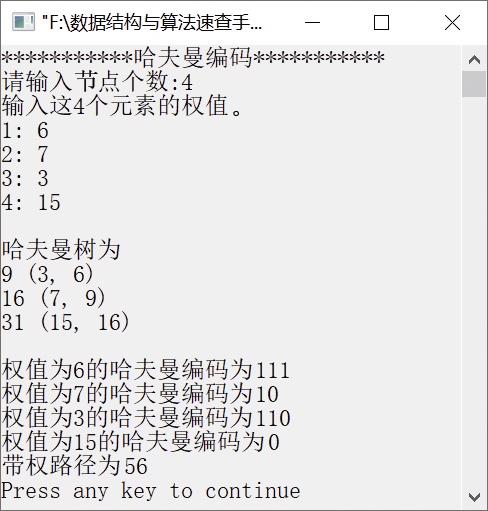 "F:\数据结构与算法速查手...
***********哈夫曼编码***********
请输入节点个数:4
输入这4个元素的权值。
1: 6
2: 7
3: 3
4: 15
哈夫曼树为
9 (3, 6)
16 (7, 9)
31 (15, 16)
权值为6的哈夫曼编码为111
权值为7的哈夫曼编码为10
权值为3的哈夫曼编码为110
权值为15的哈夫曼编码为0
带权路径为56
Press any key to continue